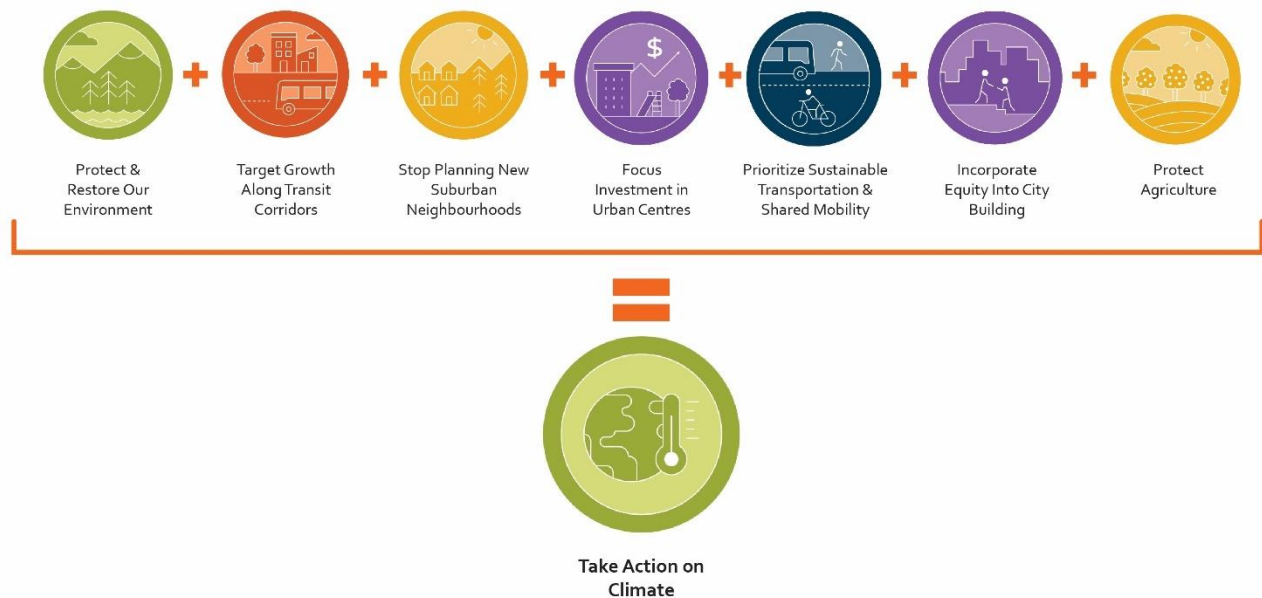 $
Protect &
Restore Our
Environment
Target Growth
Along Transit
Corridors
Stop Planning New
Suburban
Neighbourhoods
Focus
Investment in
Urban Centres
Prioritize Sustainable
Transportation &
Shared Mobility
Incorporate
Equity Into City
Building
Protect
Agriculture
Take Action on
Climate